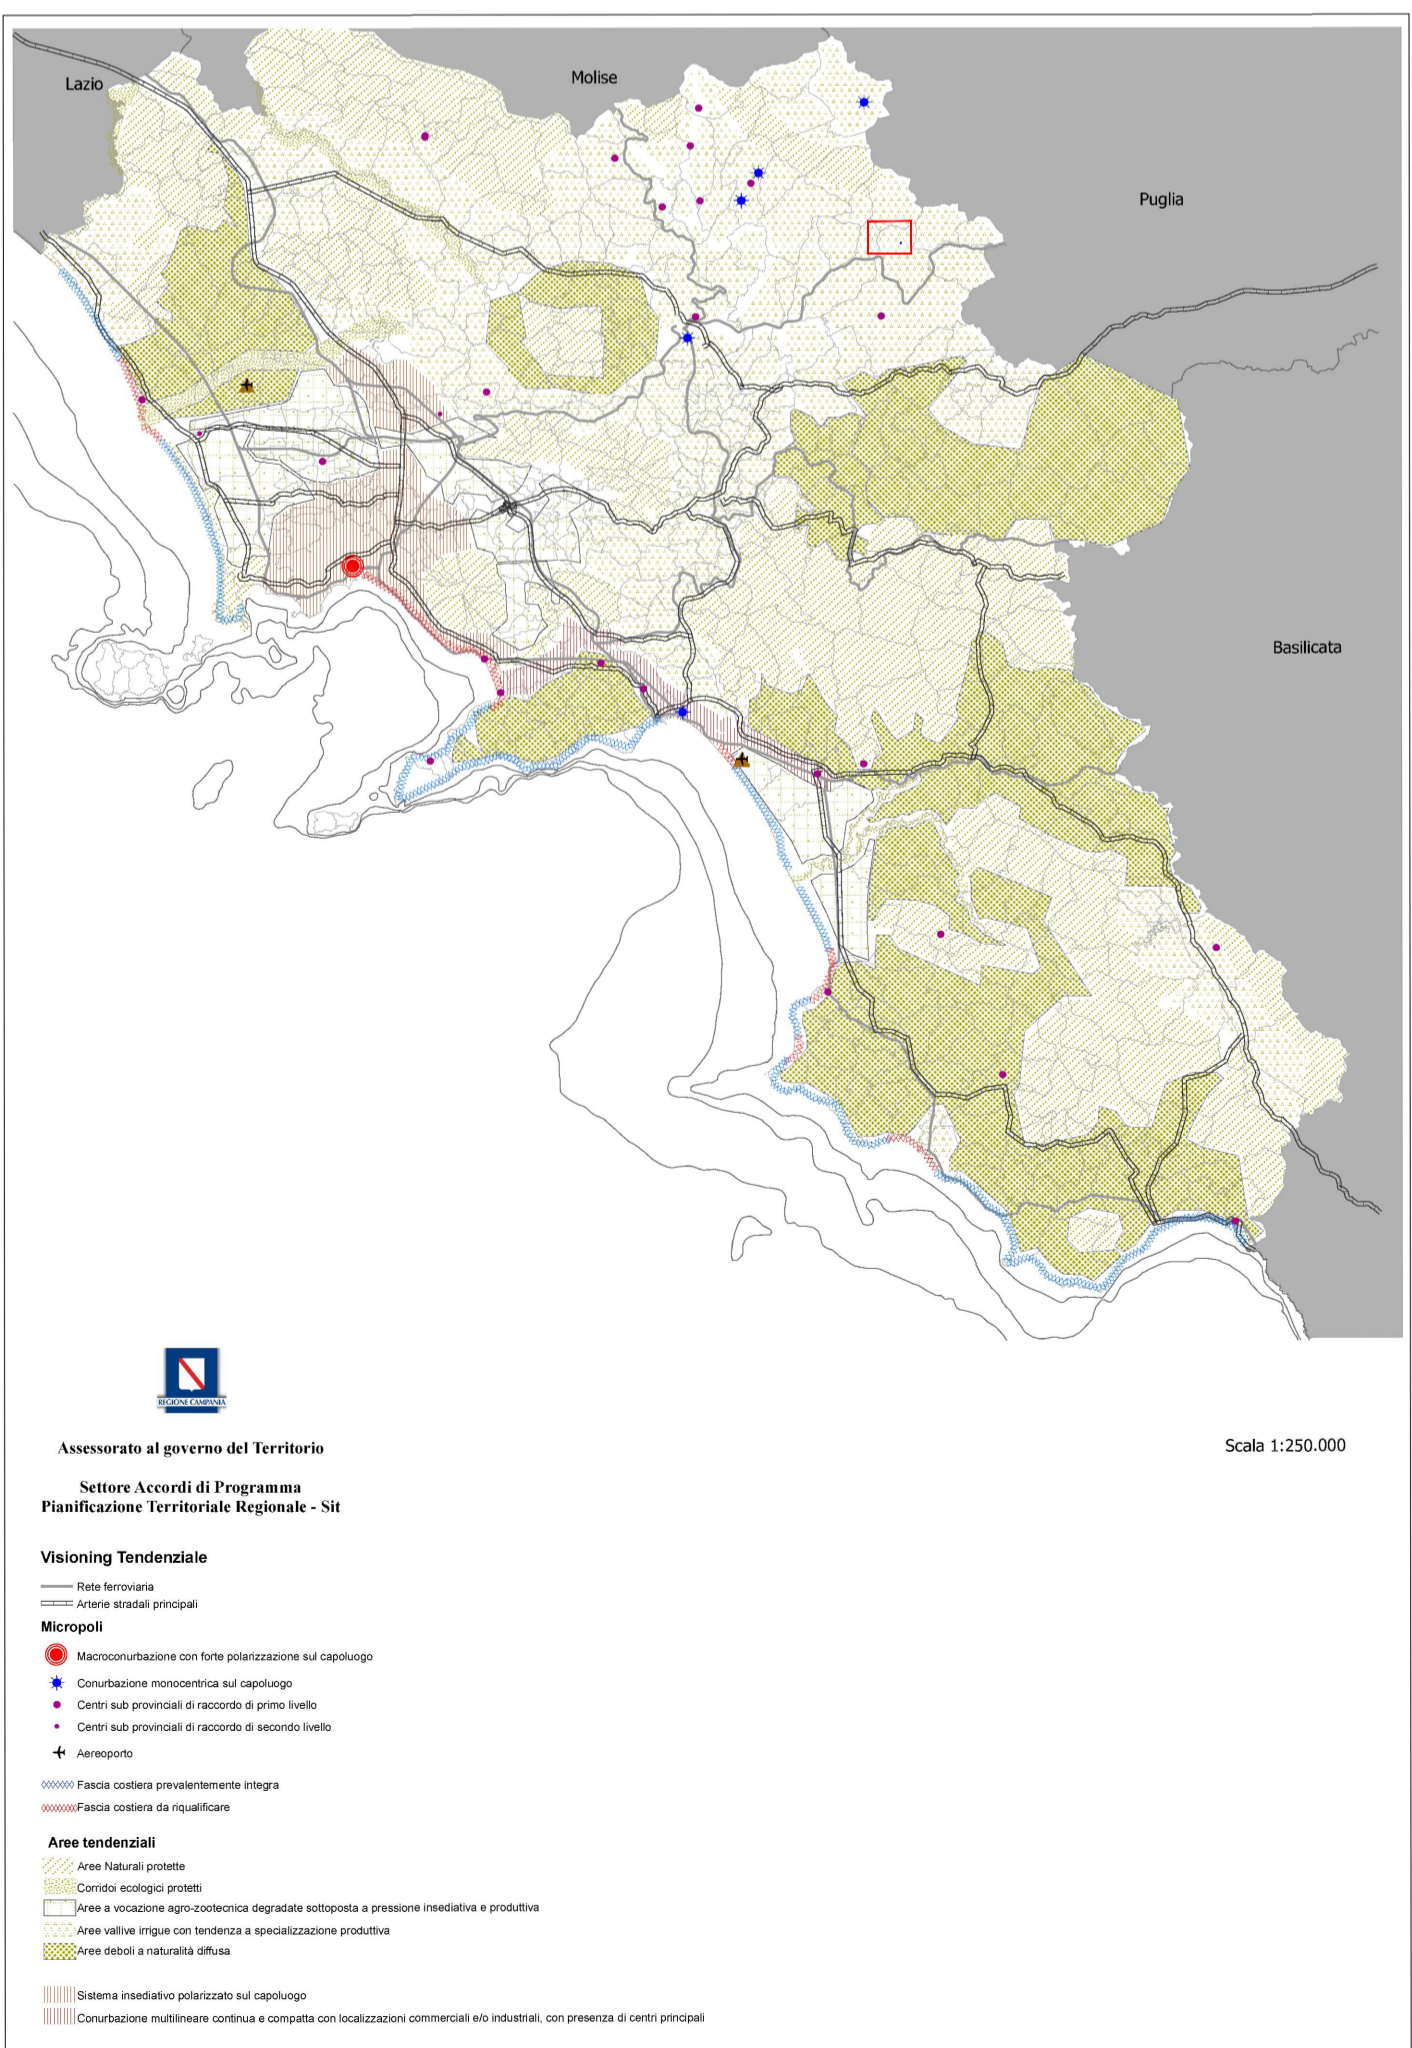 Lazio
Molise
Puglia
Basilicata
REGIONE CAMPANIA
Assessorato al governo del Territorio
Scala 1:250.000
Settore Accordi di Programma
Pianificazione Territoriale Regionale - Sit
Visioning Tendenziale
Rete ferroviaria
Arterie stradali principali
Micropoli
Macroconurbazione con forte polarizzazione sul capoluogo
Conurbazione monocentrica sul capoluogo
Centri sub provinciali di raccordo di primo livello
Centri sub provinciali di raccordo di secondo livello
Aereoporto
Fascia costiera prevalentemente integra
Fascia costiera da riqualificare
Aree tendenziali
Aree Naturali protette
Corridoi ecologici protetti
Aree a vocazione agro-zootecnica degradate sottoposta a pressione insediativa e produttiva
Aree vallive irrigue con tendenza a specializzazione produttiva
Aree deboli a naturalità diffusa
Sistema insediativo polarizzato sul capoluogo
Conurbazione multilineare continua e compatta con localizzazioni commerciali e/o industriali, con presenza di centri principali